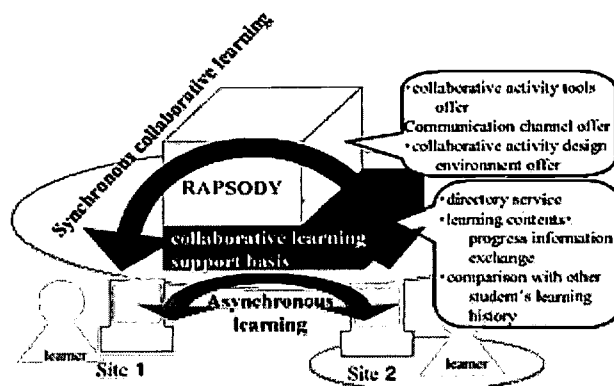 Synchronous collaborative learning
•collaborative activity tools
offer
Communication channel offer
•collaborative activity design
environment offer
RAPSODY
•directory service
•learning contents•
progress information
exchange
•comparison with other
student's learning
history
collaborative learning
support basis
Asynchronous
learning
learner
Site 1
Site 2
learner